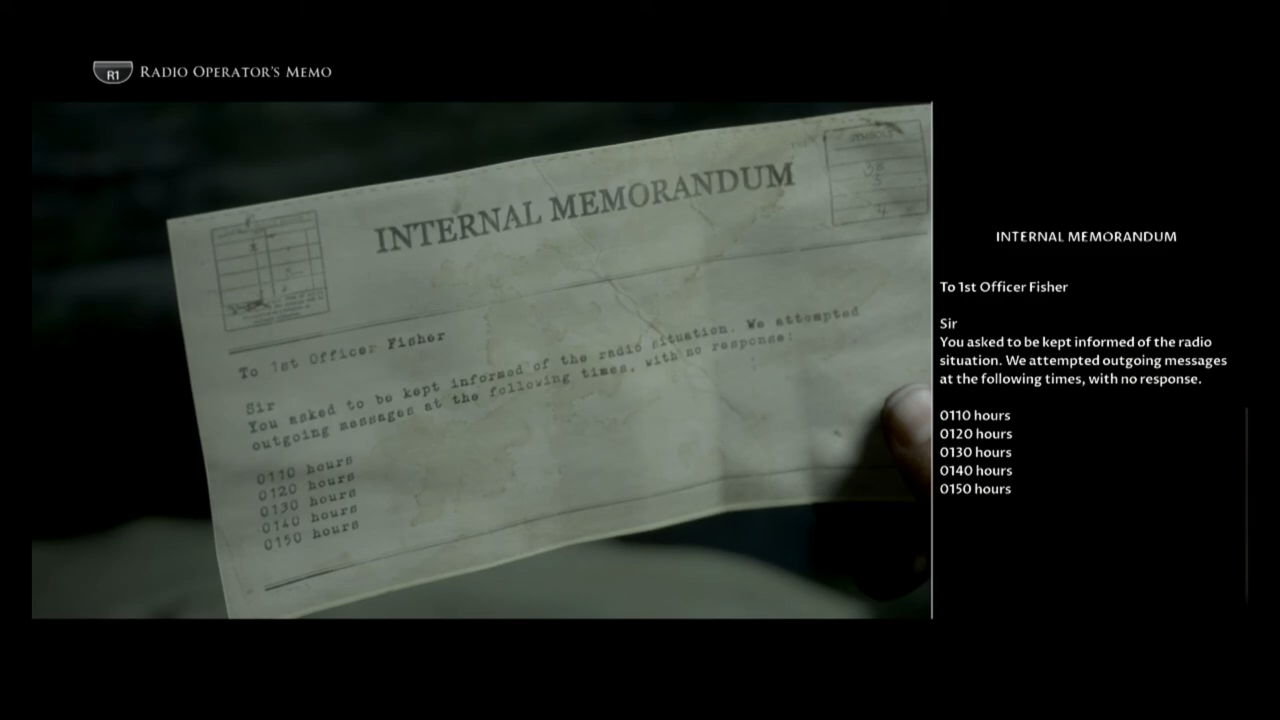 R1 RADIO OPERATOR'S MEMO
INTERNAL MEMORANDUM
To 1st Officer Fisher
Sir
You asked to be kept informed of the radio situation. We attempted
outgoing messages at the following times, with no response:
0110 hours
0120 hours
0130 hours
0140 hours
0150 hours
INTERNAL MEMORANDUM
To 1st Officer Fisher
Sir
You asked to be kept informed of the radio
situation. We attempted outgoing messages
at the following times, with no response.
0110 hours
0120 hours
0130 hours
0140 hours
0150 hours